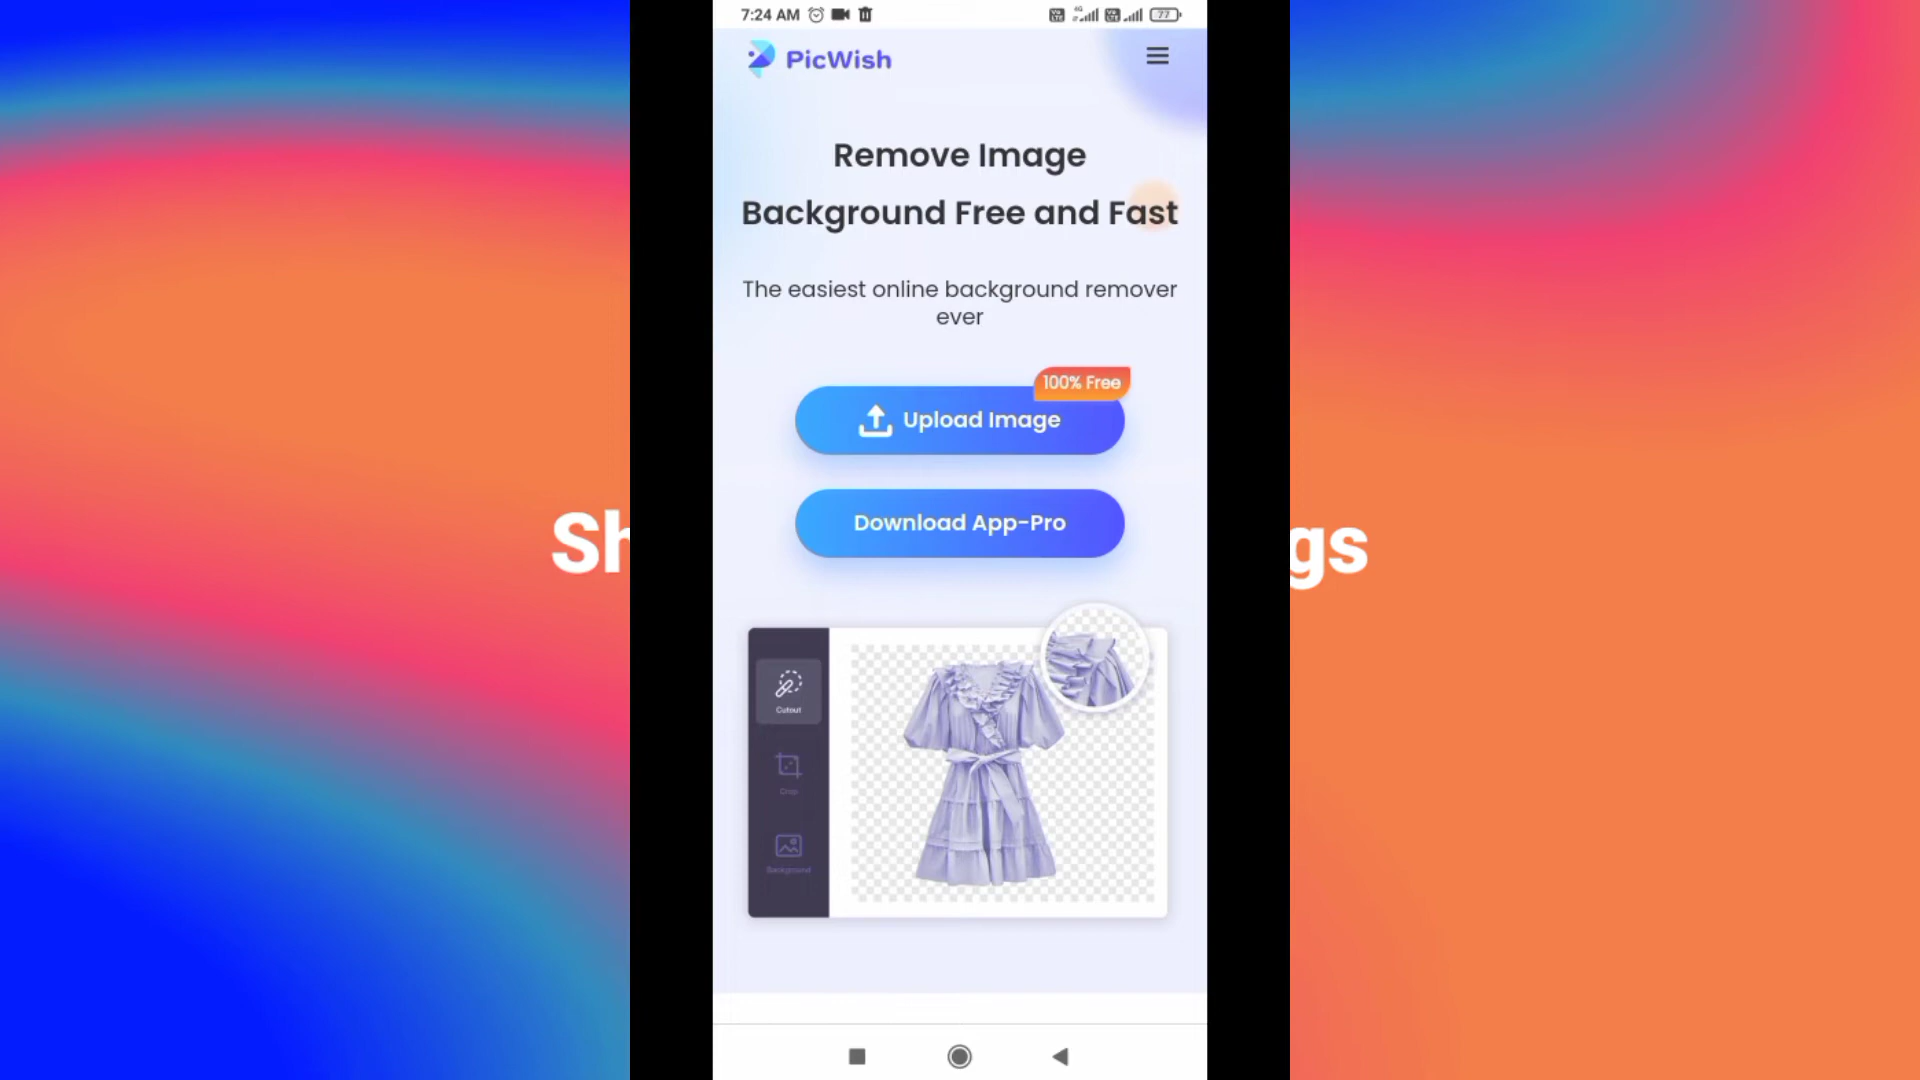 7:24 AM
77
PicWish
Remove Image
Background Free and Fast
The easiest online background remover
ever
100% Free
Upload Image
Download App-Pro
Sh
gs
Cutout
Crop
Background